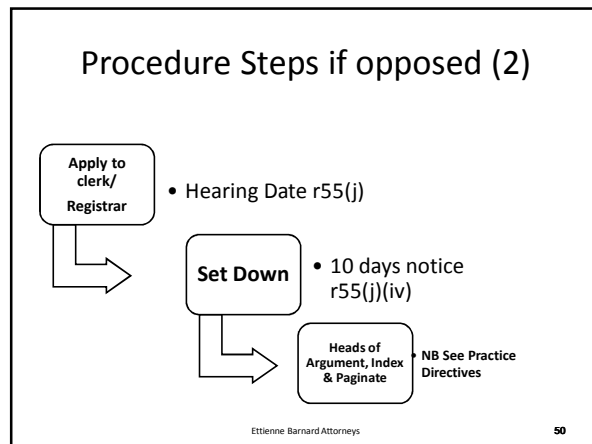 Procedure Steps if opposed (2)
Apply to
clerk/
Registrar
• Hearing Date r55(j)
Set Down
• 10 days notice
r55(j)(iv)
Heads of
Argument, Index
& Paginate
• NB See Practice
Directives
Ettienne Barnard Attorneys
50